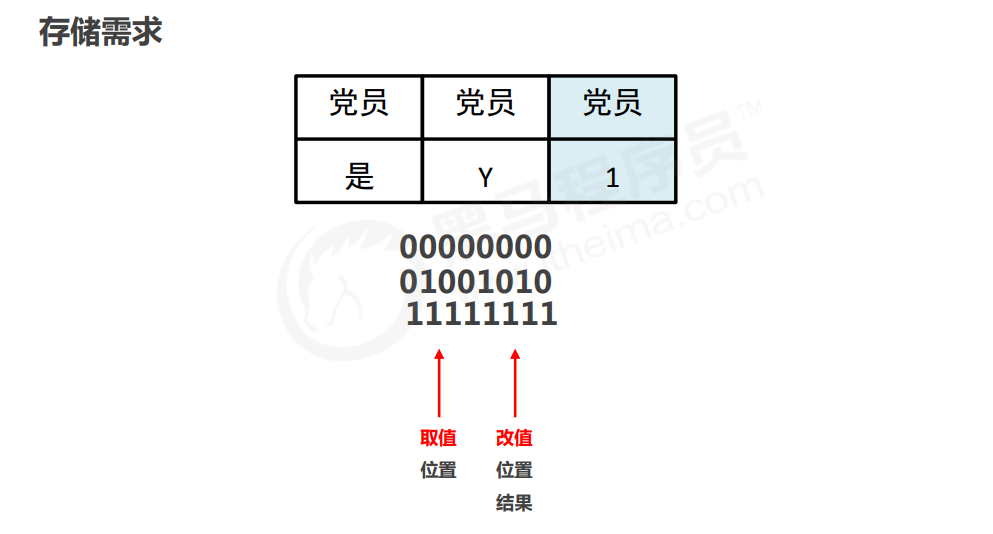 存储需求
党员 党员 党员
是 Y 1
黑马程序员™
itheima.com
00000000
01001010
11111111
取值 改值
位置 位置
结果